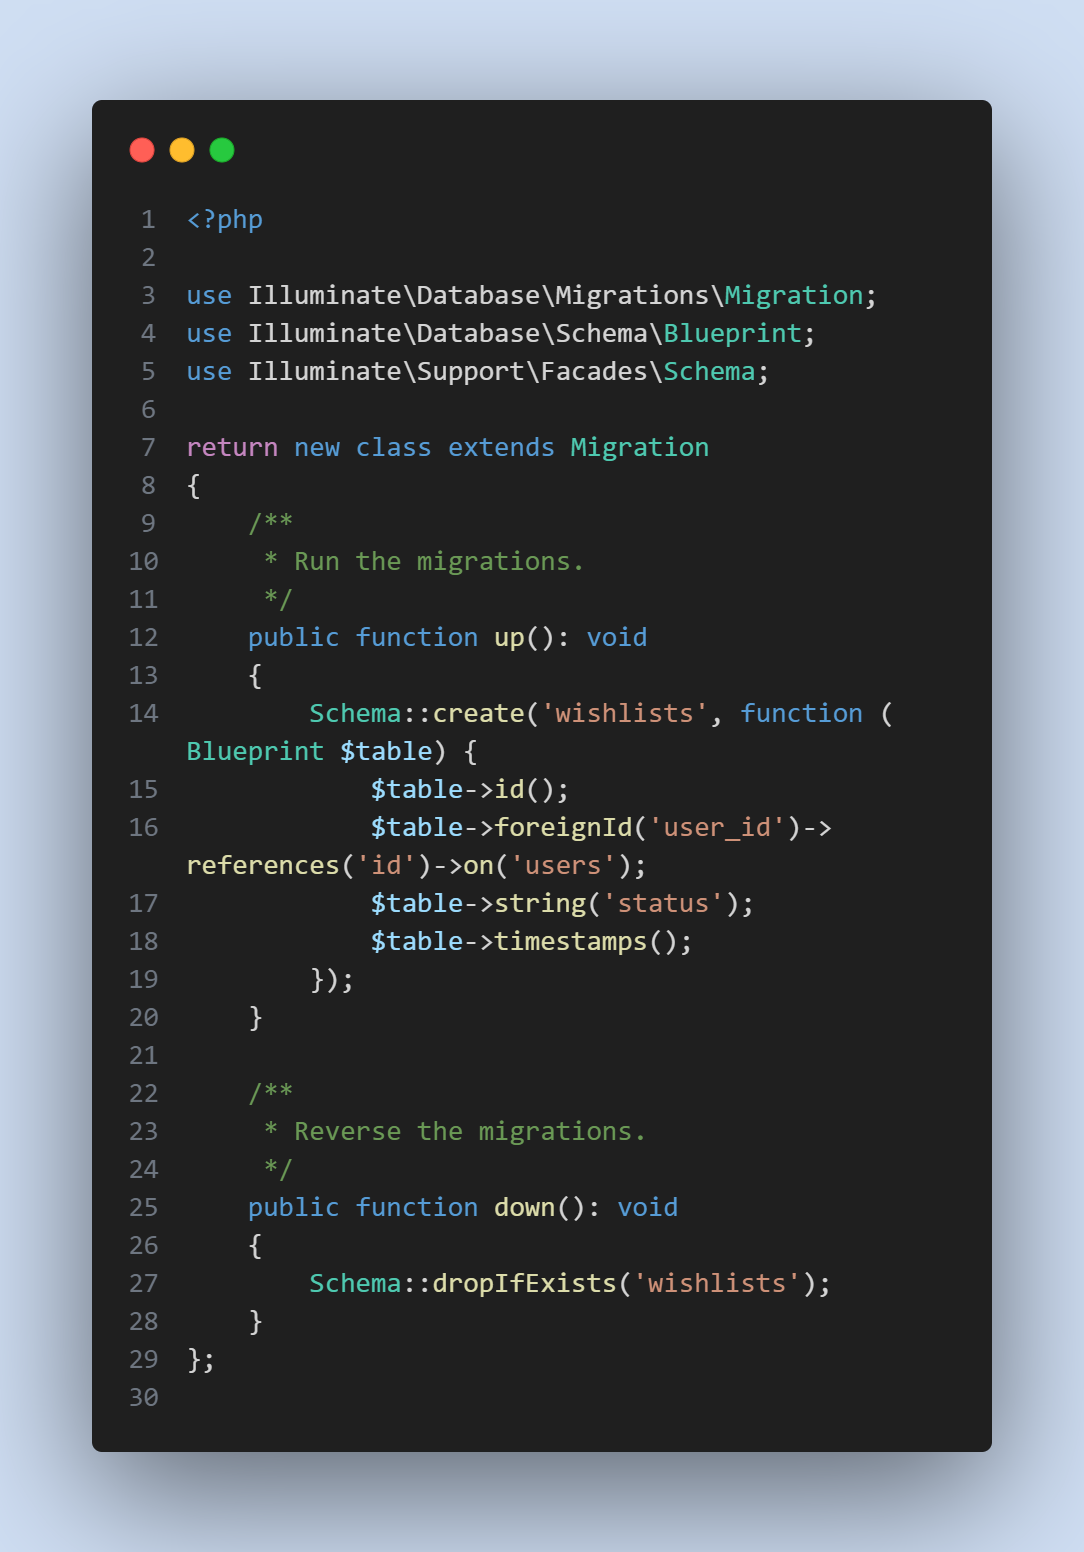 1 <?php
2
3 use Illuminate\Database\Migrations\Migration;
4 use Illuminate\Database\Schema\Blueprint;
5 use Illuminate\Support\Facades\Schema;
6
7 return new class extends Migration
8 {
9     /**
10      * Run the migrations.
11      */
12     public function up(): void
13     {
14         Schema::create('wishlists', function (
Blueprint $table) {
15             $table->id();
16             $table->foreignId('user_id')->
references('id')->on('users');
17             $table->string('status');
18             $table->timestamps();
19         });
20     }
21
22     /**
23      * Reverse the migrations.
24      */
25     public function down(): void
26     {
27         Schema::dropIfExists('wishlists');
28     }
29 };
30